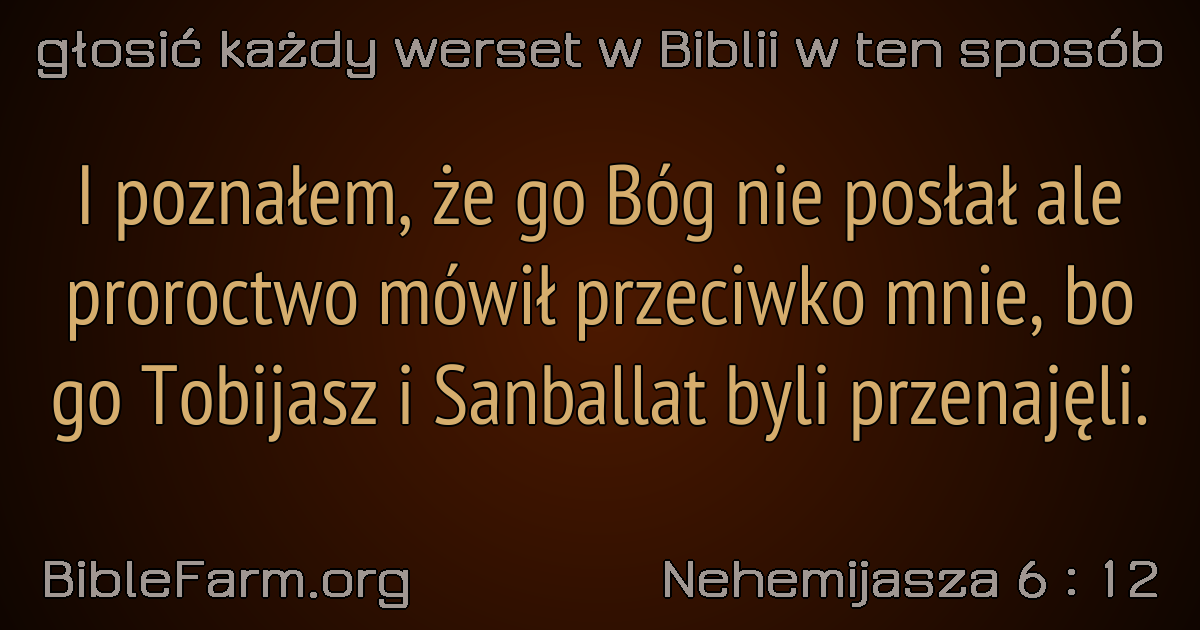 głosić każdy werset w Biblii w ten sposób
I poznałem, że go Bóg nie posłał ale
proroctwo mówił przeciwko mnie, bo
go Tobijasz i Sanballat byli przenajęli.
BibleFarm.org
Nehemijasza 6 : 12